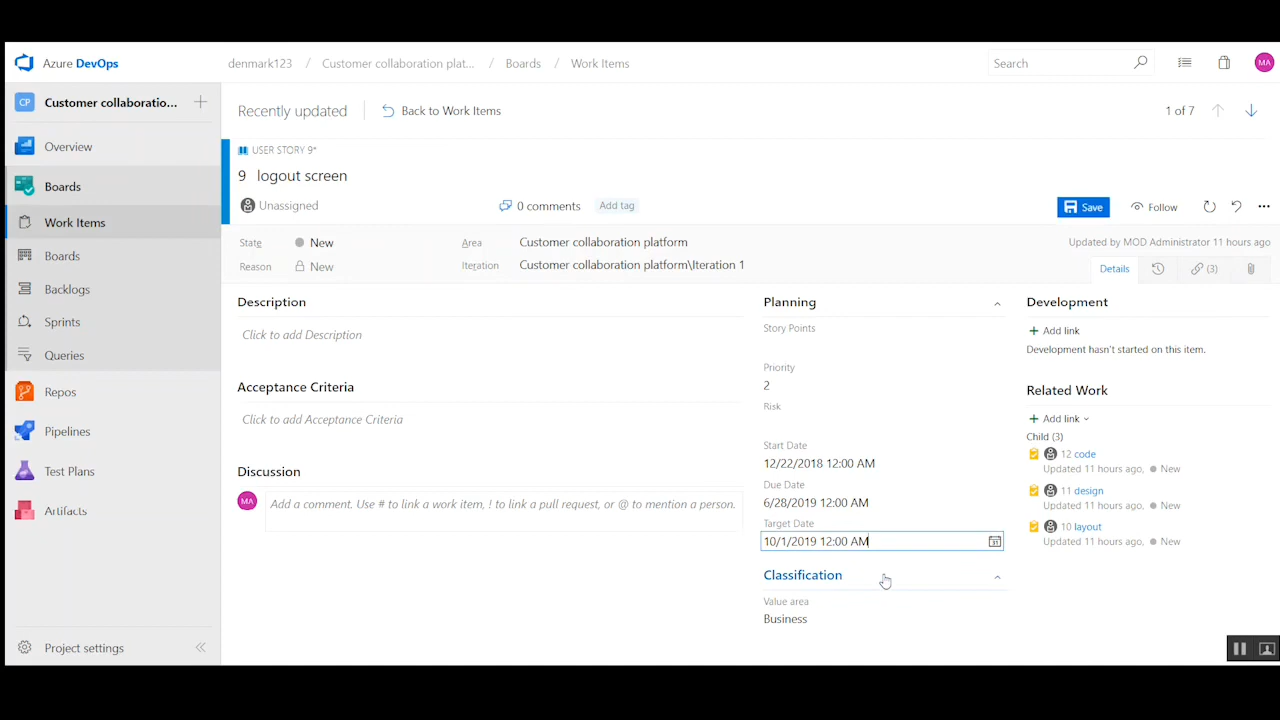 Azure DevOps
denmark123 / Customer collaboration plat... / Boards / Work Items
Search
MA
CP Customer collaboratio...
Overview
Boards
Work Items
Boards
Backlogs
Sprints
Queries
Repos
Pipelines
Test Plans
Artifacts
Project settings
Recently updated
Back to Work Items
1 of 7
USER STORY 9*
9 logout screen
Unassigned
0 comments
Add tag
Save
Follow
State New
Area Customer collaboration platform
Updated by MOD Administrator 11 hours ago
Reason New
Iteration Customer collaboration platform\Iteration 1
Details
(3)
Description
Click to add Description
Acceptance Criteria
Click to add Acceptance Criteria
Discussion
MA
Add a comment. Use # to link a work item, ! to link a pull request, or @ to mention a person.
Planning
Story Points
Priority
2
Risk
Start Date
12/22/2018 12:00 AM
Due Date
6/28/2019 12:00 AM
Target Date
10/1/2019 12:00 AM
31
Classification
Value area
Business
Development
+ Add link
Development hasn't started on this item.
Related Work
+ Add link
Child (3)
12 code
Updated 11 hours ago, New
11 design
Updated 11 hours ago, New
10 layout
Updated 11 hours ago, New